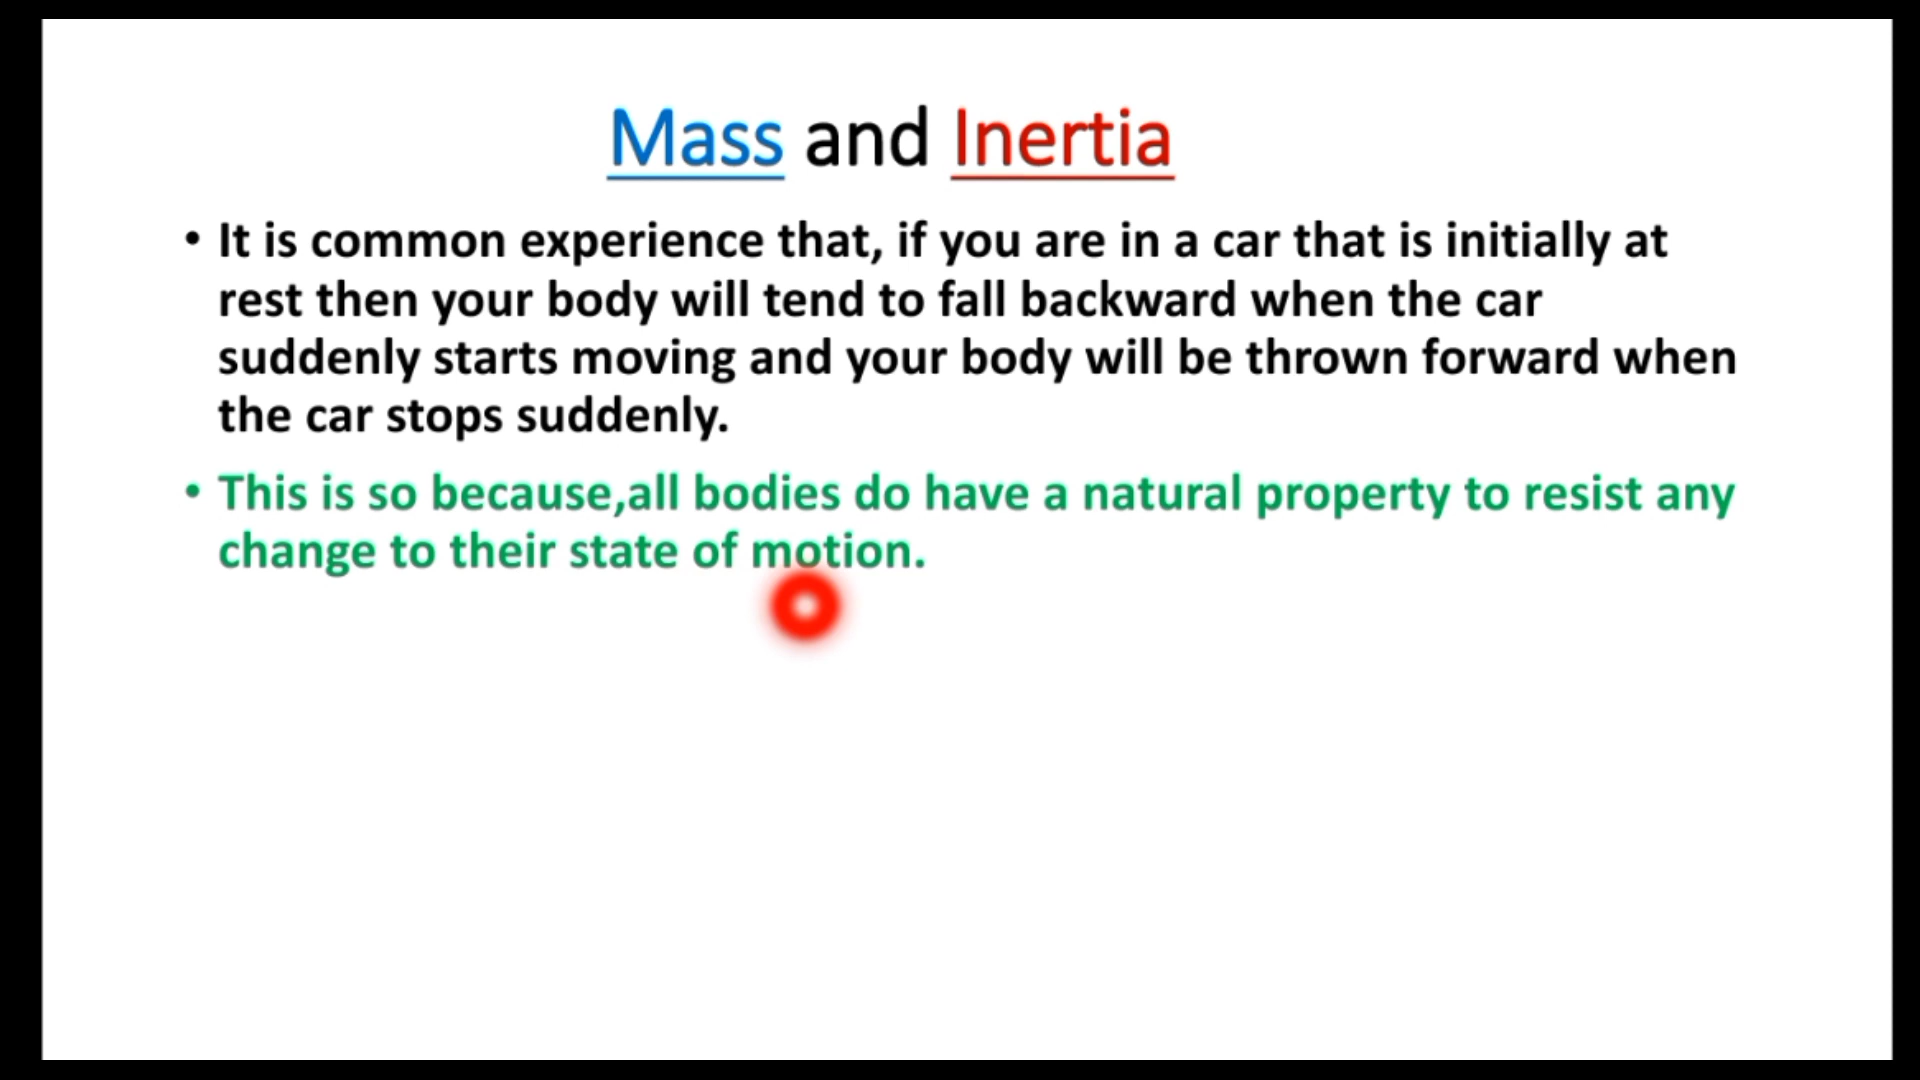 Mass and Inertia
• It is common experience that, if you are in a car that is initially at
rest then your body will tend to fall backward when the car
suddenly starts moving and your body will be thrown forward when
the car stops suddenly.
• This is so because,all bodies do have a natural property to resist any
change to their state of motion.